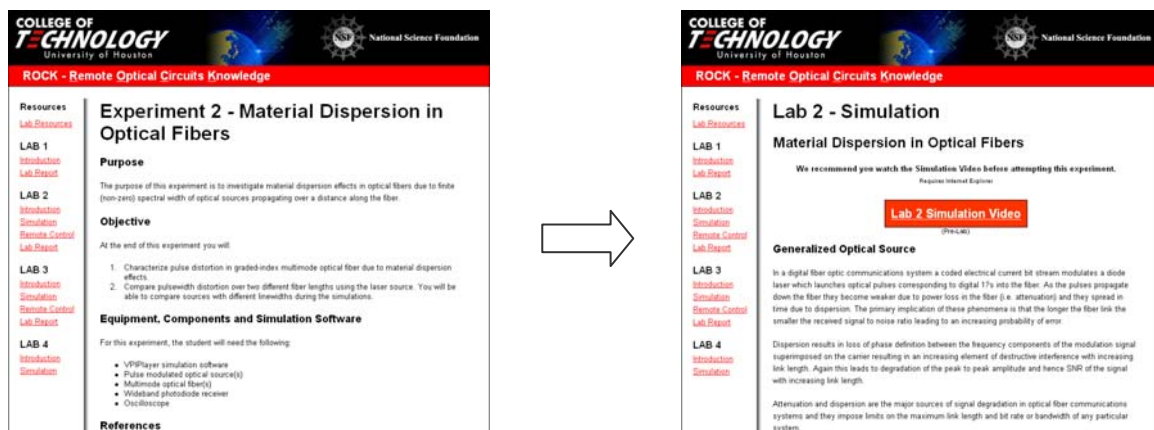 COLLEGE OF
TECHNOLOGY
University of Houston
NSF
National Science Foundation
ROCK - Remote Optical Circuits Knowledge
Resources
Lab Resources
LAB 1
Introduction
Lab Report
LAB 2
Introduction
Simulation
Remote Control
Lab Report
LAB 3
Introduction
Simulation
Remote Control
Lab Report
LAB 4
Introduction
Simulation
Experiment 2 - Material Dispersion in
Optical Fibers
Purpose
The purpose of this experiment is to investigate material dispersion effects in optical fibers due to finite
(non-zero) spectral width of optical sources propagating over a distance along the fiber.
Objective
At the end of this experiment you will:
1. Characterize pulse distortion in graded-index multimode optical fiber due to material dispersion
effects.
2. Compare pulsewidth distortion over two different fiber lengths using the laser source. You will be
able to compare sources with different linewidths during the simulations.
Equipment, Components and Simulation Software
For this experiment, the student will need the following:
• VPIPlayer simulation software
• Pulse modulated optical source(s)
• Multimode optical fiber(s)
• Wideband photodiode receiver
• Oscilloscope
References
COLLEGE OF
TECHNOLOGY
University of Houston
NSF
National Science Foundation
ROCK - Remote Optical Circuits Knowledge
Resources
Lab Resources
LAB 1
Introduction
Lab Report
LAB 2
Introduction
Simulation
Remote Control
Lab Report
LAB 3
Introduction
Simulation
Remote Control
Lab Report
LAB 4
Introduction
Simulation
Lab 2 - Simulation
Material Dispersion in Optical Fibers
We recommend you watch the Simulation Video before attempting this experiment.
Requires Internet Explorer
Lab 2 Simulation Video
(Pre-Lab)
Generalized Optical Source
In a digital fiber optic communications system a coded electrical current bit stream modulates a diode
laser which launches optical pulses corresponding to digital 1?s into the fiber. As the pulses propagate
down the fiber they become weaker due to power loss in the fiber (i.e. attenuation) and they spread in
time due to dispersion. The primary implication of these phenomena is that the longer the fiber link the
smaller the received signal to noise ratio leading to an increasing probability of error.
Dispersion results in loss of phase definition between the frequency components of the modulation signal
superimposed on the carrier resulting in an increasing element of destructive interference with increasing
link length. Again this leads to degradation of the peak to peak amplitude and hence SNR of the signal
with increasing link length.
Attenuation and dispersion are the major sources of signal degradation in optical fiber communications
systems and they impose limits on the maximum link length and bit rate or bandwidth of any particular
system.